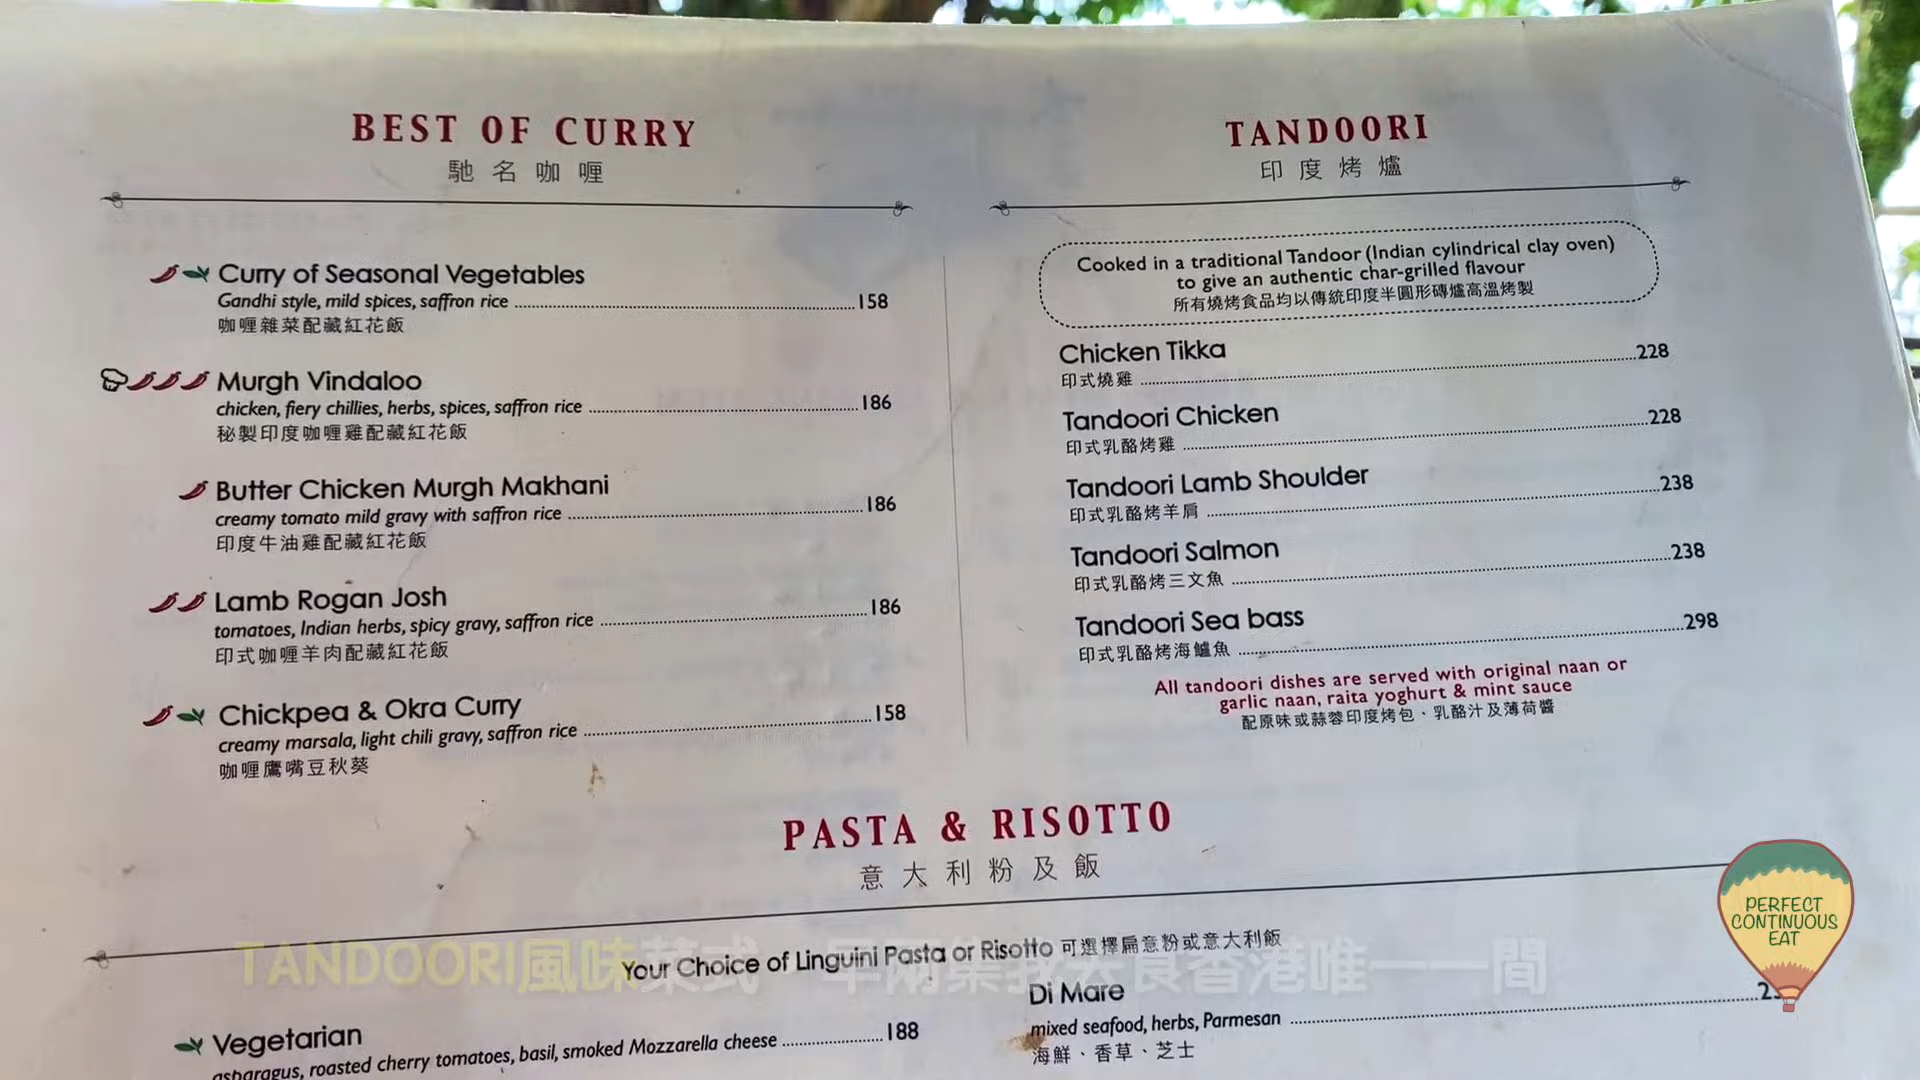 BEST OF CURRY
馳名咖喱
Curry of Seasonal Vegetables
Gandhi style, mild spices, saffron rice 158
咖喱雜菜配藏紅花飯
Murgh Vindaloo
chicken, fiery chillies, herbs, spices, saffron rice 186
秘製印度咖喱雞配藏紅花飯
Butter Chicken Murgh Makhani
creamy tomato mild gravy with saffron rice 186
印度牛油雞配藏紅花飯
Lamb Rogan Josh
tomatoes, Indian herbs, spicy gravy, saffron rice 186
印式咖喱羊肉配藏紅花飯
Chickpea & Okra Curry
creamy marsala, light chili gravy, saffron rice 158
咖喱鷹嘴豆秋葵
TANDOORI
印度烤爐
Cooked in a traditional Tandoor (Indian cylindrical clay oven)
to give an authentic char-grilled flavour
所有燒烤食品均以傳統印度半圓形磚爐高溫烤製
Chicken Tikka
印式燒雞 228
Tandoori Chicken
印式乳酪烤雞 228
Tandoori Lamb Shoulder
印式乳酪烤羊肩 238
Tandoori Salmon
印式乳酪烤三文魚 238
Tandoori Sea bass
印式乳酪烤海鱸魚 298
All tandoori dishes are served with original naan or
garlic naan, raita yoghurt & mint sauce
配原味或蒜蓉印度烤包、乳酪汁及薄荷醬
PASTA & RISOTTO
意大利粉及飯
Your Choice of Linguini Pasta or Risotto 可選擇扁意粉或意大利飯
Vegetarian
asparagus, roasted cherry tomatoes, basil, smoked Mozzarella cheese 188
Di Mare
mixed seafood, herbs, Parmesan
海鮮、香草、芝士
TANDOORI風味菜式 早兩集我去食香港唯一一間
PERFECT
CONTINUOUS
EAT